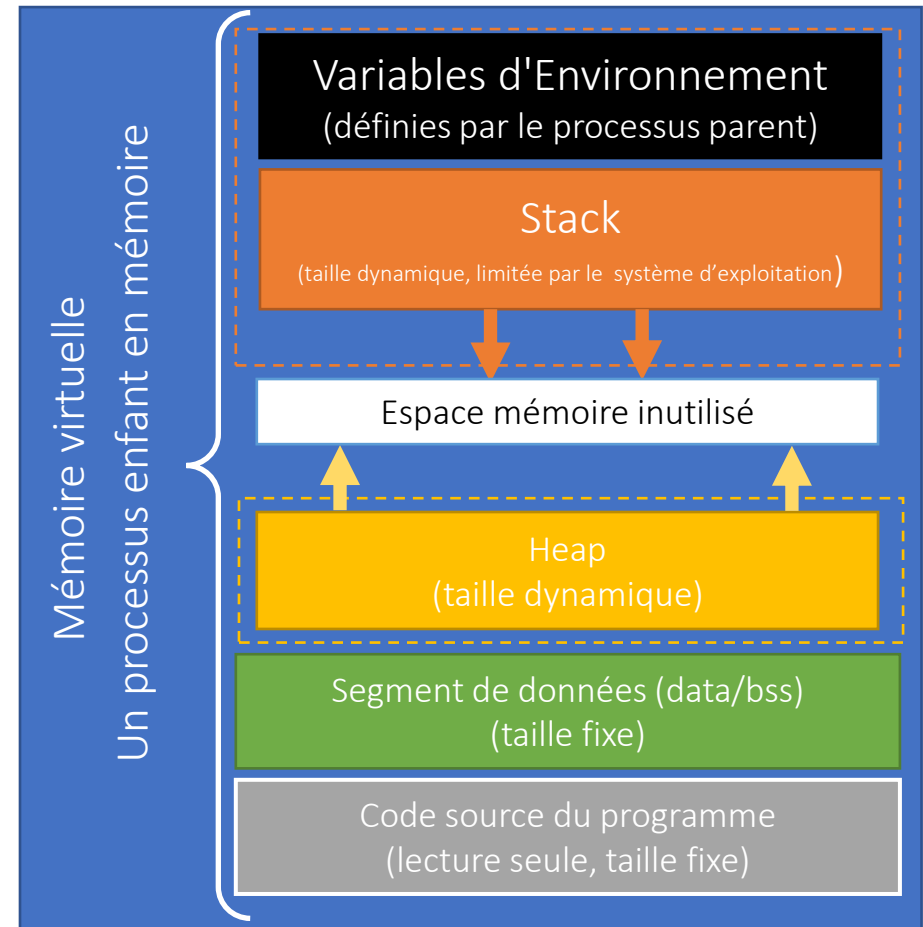 Mémoire virtuelle
Un processus enfant en mémoire
Variables d'Environnement
(définies par le processus parent)
Stack
(taille dynamique, limitée par le système d’exploitation)
Espace mémoire inutilisé
Heap
(taille dynamique)
Segment de données (data/bss)
(taille fixe)
Code source du programme
(lecture seule, taille fixe)